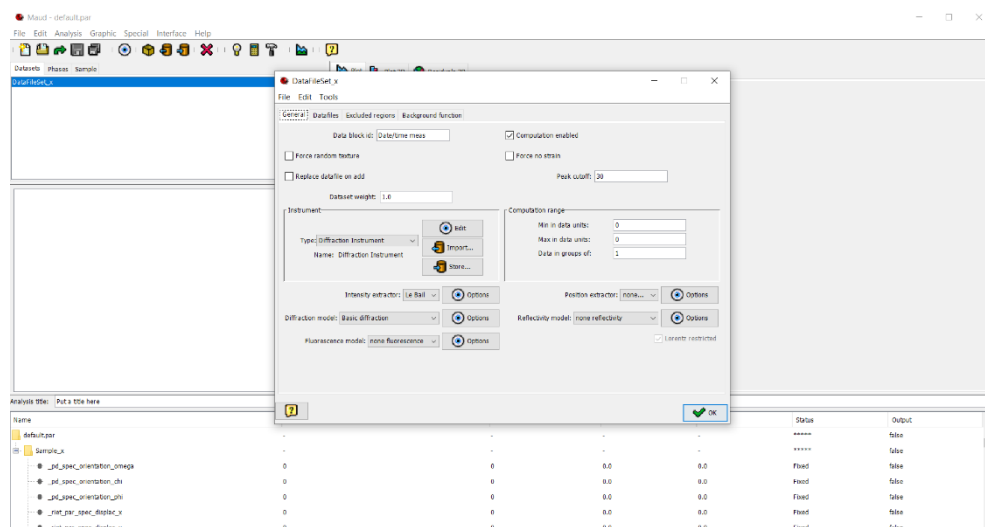 Maud - default.par
File Edit Analysis Graphic Special Interface Help
Datasets Phases Sample
DataFileSet_x
DataFileSet_x
File Edit Tools
General Datafiles Excluded regions Background function
Data block id: Date/time meas
Computation enabled
Force random texture
Force no strain
Replace datafile on add
Peak cutoff: 30
Dataset weight: 1.0
Instrument
Computation range
Edit
Min in data units: 0
Type: Diffraction Instrument
Import...
Max in data units: 0
Name: Diffraction Instrument
Data in groups of: 1
Store...
Intensity extractor: Le Bail Options
Position extractor: none... Options
Diffraction model: Basic diffraction Options
Reflectivity model: none reflectivity Options
Fluorescence model: none fluorescence Options
Lorentz restricted
OK
Analysis title: Put a title here
Name Status Output
default.par - - - - ***** false
Sample_x - - - - ***** false
_pd_spec_orientation_omega 0 0 0.0 0.0 Fixed false
_pd_spec_orientation_chi 0 0 0.0 0.0 Fixed false
_pd_spec_orientation_phi 0 0 0.0 0.0 Fixed false
_riet_par_spec_displac_x 0 0 0.0 0.0 Fixed false